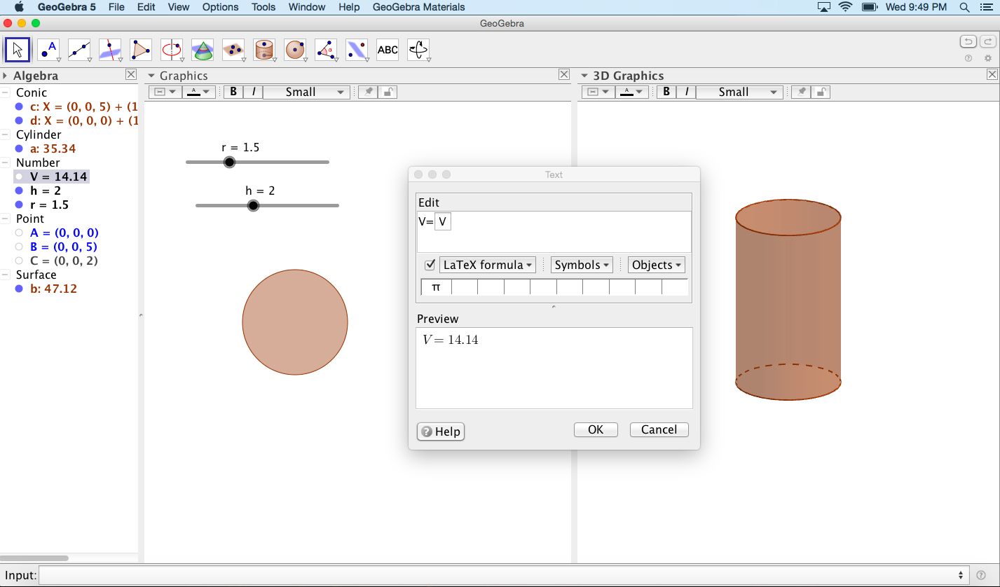 GeoGebra 5 File Edit View Options Tools Window Help GeoGebra Materials Wed 9:49 PM
GeoGebra
A α ABC
Algebra
Graphics
3D Graphics
A B I Small
A B I Small
Conic
c: X = (0, 0, 5) + (1
d: X = (0, 0, 0) + (1
Cylinder
a: 35.34
Number
V = 14.14
h = 2
r = 1.5
Point
A = (0, 0, 0)
B = (0, 0, 5)
C = (0, 0, 2)
Surface
b: 47.12
r = 1.5
h = 2
Text
Edit
V= V
LaTeX formula Symbols Objects
π
Preview
V = 14.14
? Help OK Cancel
Input: ?